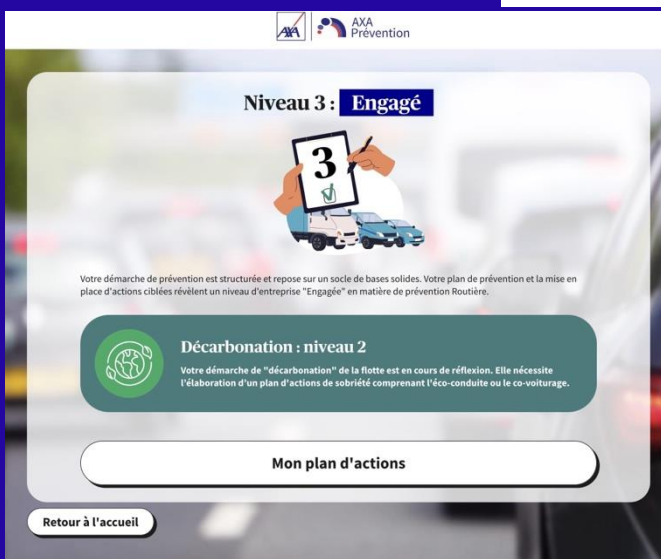 AXA
AXA
Prévention
Niveau 3 : Engagé
3
Votre démarche de prévention est structurée et repose sur un socle de bases solides. Votre plan de prévention et la mise en
place d'actions ciblées révèlent un niveau d'entreprise "Engagée" en matière de prévention Routière.
Décarbonation : niveau 2
Votre démarche de "décarbonation" de la flotte est en cours de réflexion. Elle nécessite
l'élaboration d'un plan d'actions de sobriété comprenant l'éco-conduite ou le co-voiturage.
Mon plan d'actions
Retour à l'accueil